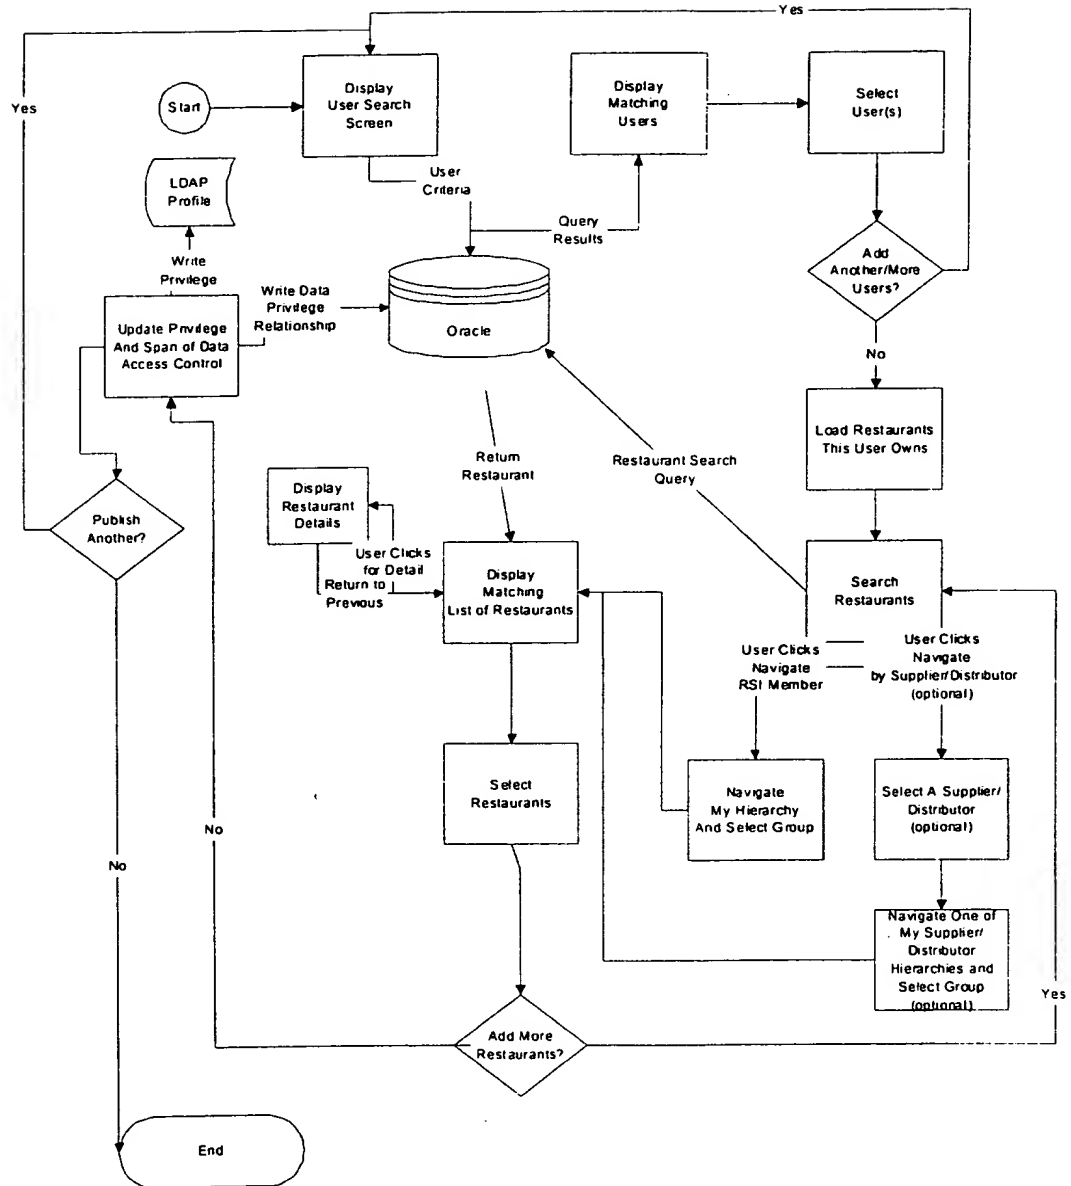 Yes
Yes
Start
Display
User Search
Screen
Display
Matching
Users
Select
User(s)
User
Criteria
LDAP
Profile
Query
Results
Write
Privilege
Add
Another/More
Users?
Write Data
Privilege
Relationship
Update Privilege
And Span of Data
Access Control
Oracle
No
Load Restaurants
This User Owns
Return
Restaurant
Restaurant Search
Query
Display
Restaurant
Details
Publish
Another?
User Clicks
for Detail
Return to
Previous
Display
Matching
List of Restaurants
Search
Restaurants
User Clicks
Navigate
RSI Member
User Clicks
Navigate
by Supplier/Distributor
(optional)
Select
Restaurants
Navigate
My Hierarchy
And Select Group
Select A Supplier/
Distributor
(optional)
No
No
Navigate One of
My Supplier/
Distributor
Hierarchies and
Select Group
(optional)
Yes
Add More
Restaurants?
End